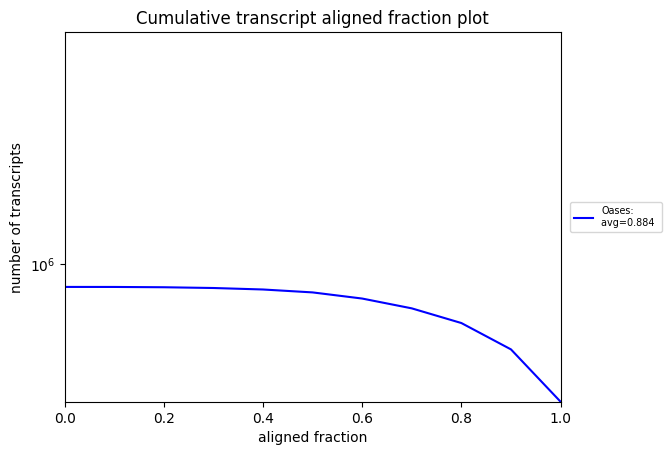 Cumulative transcript aligned fraction plot
number of transcripts
10^6
Oases:
avg=0.884
0.0 0.2 0.4 0.6 0.8 1.0
aligned fraction